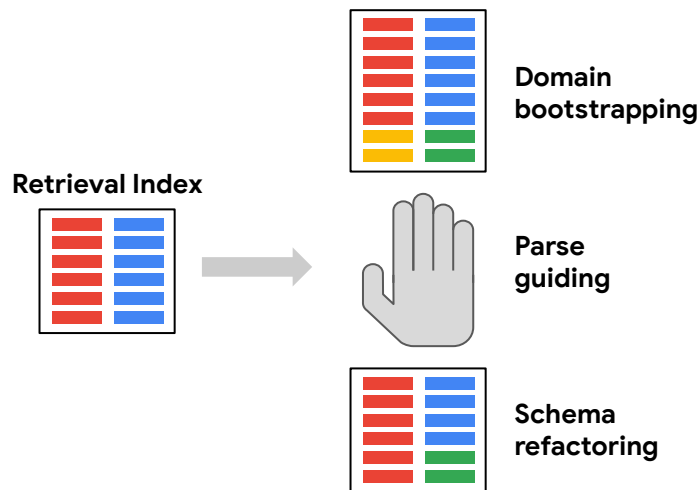 Domain
bootstrapping
Retrieval Index
Parse
guiding
Schema
refactoring